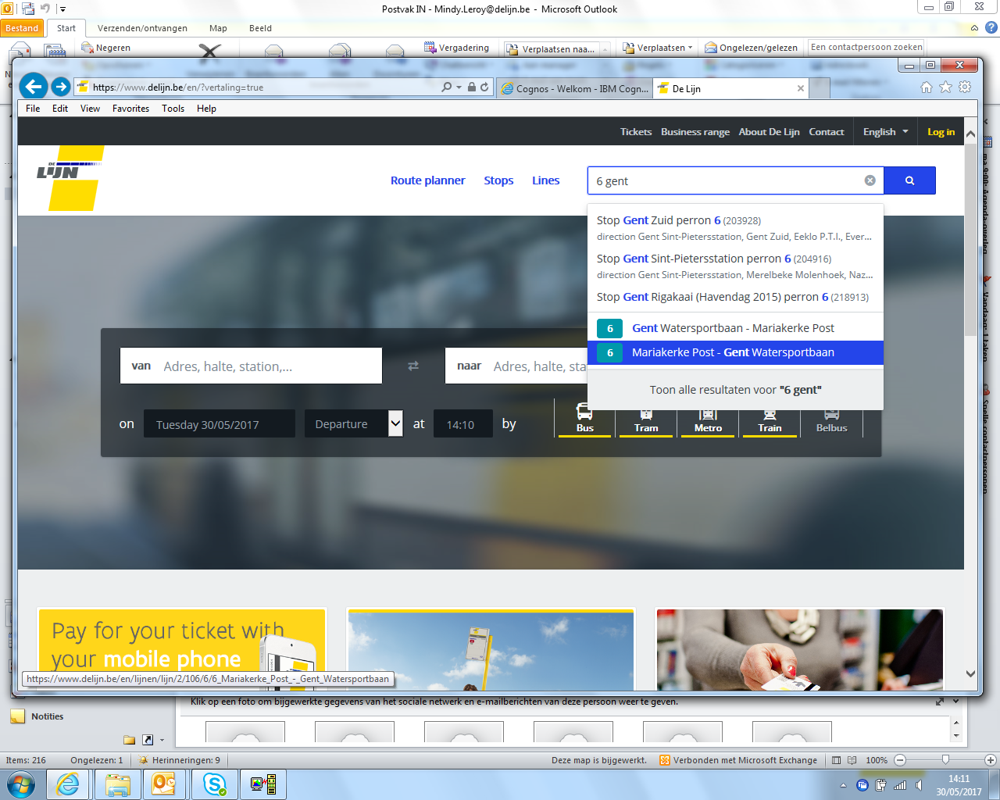 Postvak IN - Mindy.Leroy@delijn.be - Microsoft Outlook
Bestand Start Verzenden/ontvangen Map Beeld
Negeren Vergadering Verplaatsen naa... Verplaatsen Ongelezen/gelezen Een contactpersoon zoeken
https://www.delijn.be/en/?vertaling=true Cognos - Welkom - IBM Cogn... De Lijn
File Edit View Favorites Tools Help
Tickets Business range About De Lijn Contact English Log in
DE LIJN
Route planner Stops Lines 6 gent
Stop Gent Zuid perron 6 (203928)
direction Gent Sint-Pietersstation, Gent Zuid, Eeklo P.T.I., Ever...
Stop Gent Sint-Pietersstation perron 6 (204916)
direction Gent Sint-Pietersstation, Merelbeke Molenhoek, Naz...
Stop Gent Rigakaai (Havendag 2015) perron 6 (218913)
6 Gent Watersportbaan - Mariakerke Post
6 Mariakerke Post - Gent Watersportbaan
Toon alle resultaten voor "6 gent"
van Adres, halte, station,... naar Adres, halte, sta
on Tuesday 30/05/2017 Departure at 14:10 by Bus Tram Metro Train Belbus
Pay for your ticket with
your mobile phone
https://www.delijn.be/en/lijnen/lijn/2/106/6/6_Mariakerke_Post_-_Gent_Watersportbaan
Klik op een foto om bijgewerkte gegevens van het sociale netwerk en e-mailberichten van deze persoon weer te geven.
Notities
Items: 216 Ongelezen: 1 Herinneringen: 9 Deze map is bijgewerkt. Verbonden met Microsoft Exchange 100%
14:11
30/05/2017